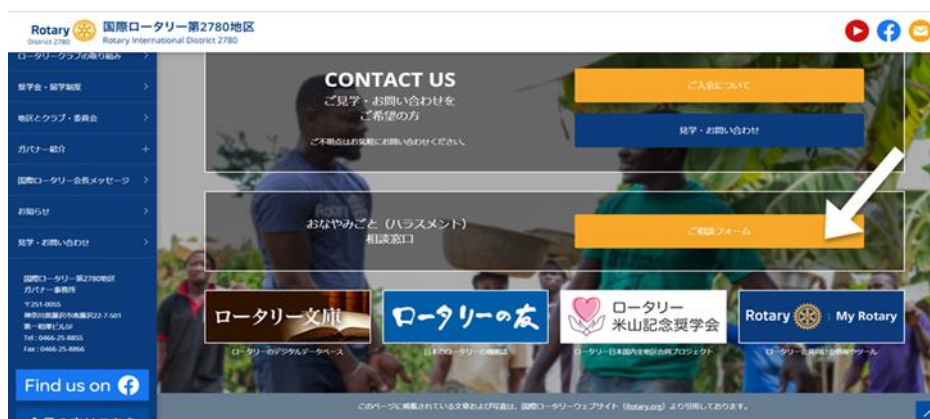 Rotary
District 2780
国際ロータリー第2780地区
Rotary International District 2780
ロータリークラブの取り組み
奨学金・留学制度
地区とクラブ・委員会
ガバナー紹介
国際ロータリー会長メッセージ
お知らせ
見学・お問い合わせ
国際ロータリー第2780地区
ガバナー事務所
〒251-0055
Tel : 0466-25-8855
Fax : 0466-25-8866
Find us on
CONTACT US
ご見学・お問い合わせを
ご希望の方
ご不明点はお気軽にお問い合わせください。
ご入会について
見学・お問い合わせ
おなやみごと（ハラスメント）
相談窓口
ご相談フォーム
ロータリー文庫
ロータリーのデジタルデータベース
ロータリーの友
日本のロータリーの機関誌
ロータリー
米山記念奨学会
ロータリー日本国内全地区合同プロジェクト
Rotary
My Rotary
ロータリー会員向け情報やツール
このページに掲載されている文章および写真は、国際ロータリーウェブサイト（Rotary.org）より引用しております。